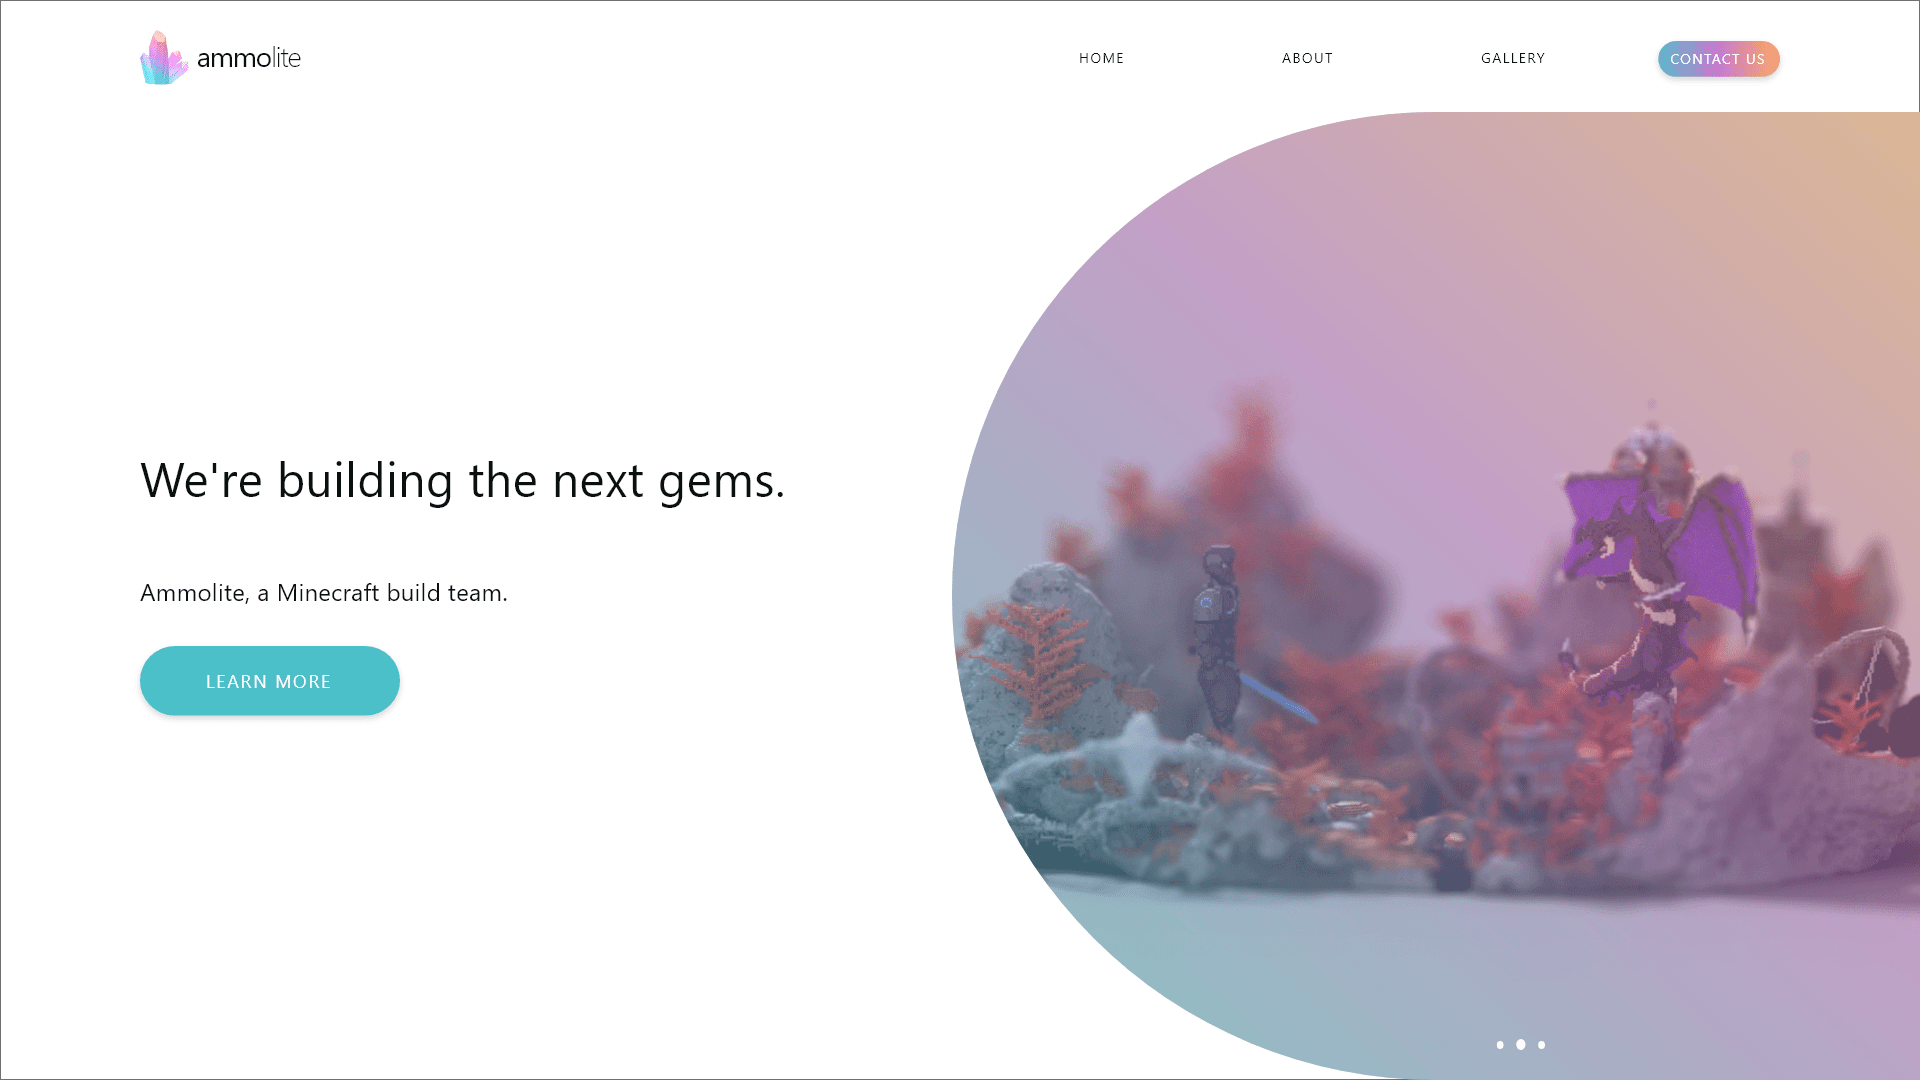 ammolite
HOME
ABOUT
GALLERY
CONTACT US
We're building the next gems.
Ammolite, a Minecraft build team.
LEARN MORE